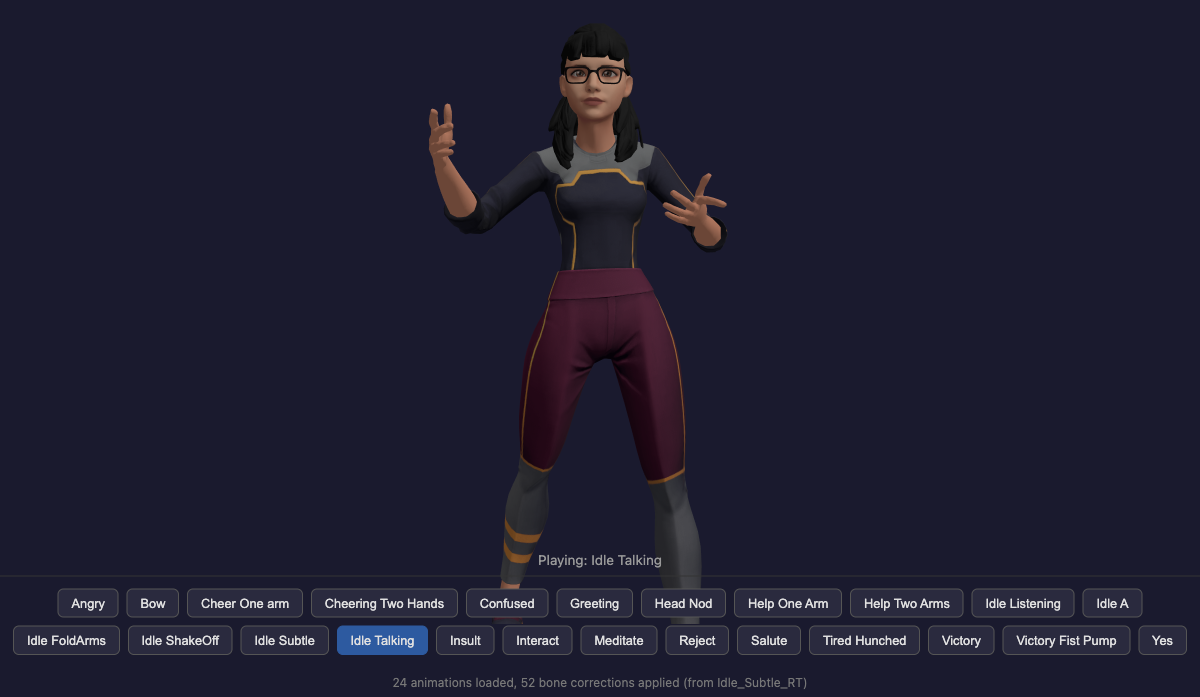 Playing: Idle Talking
Angry Bow Cheer One arm Cheering Two Hands Confused Greeting Head Nod Help One Arm Help Two Arms Idle Listening Idle A
Idle FoldArms Idle ShakeOff Idle Subtle Idle Talking Insult Interact Meditate Reject Salute Tired Hunched Victory Victory Fist Pump Yes
24 animations loaded, 52 bone corrections applied (from Idle_Subtle_RT)